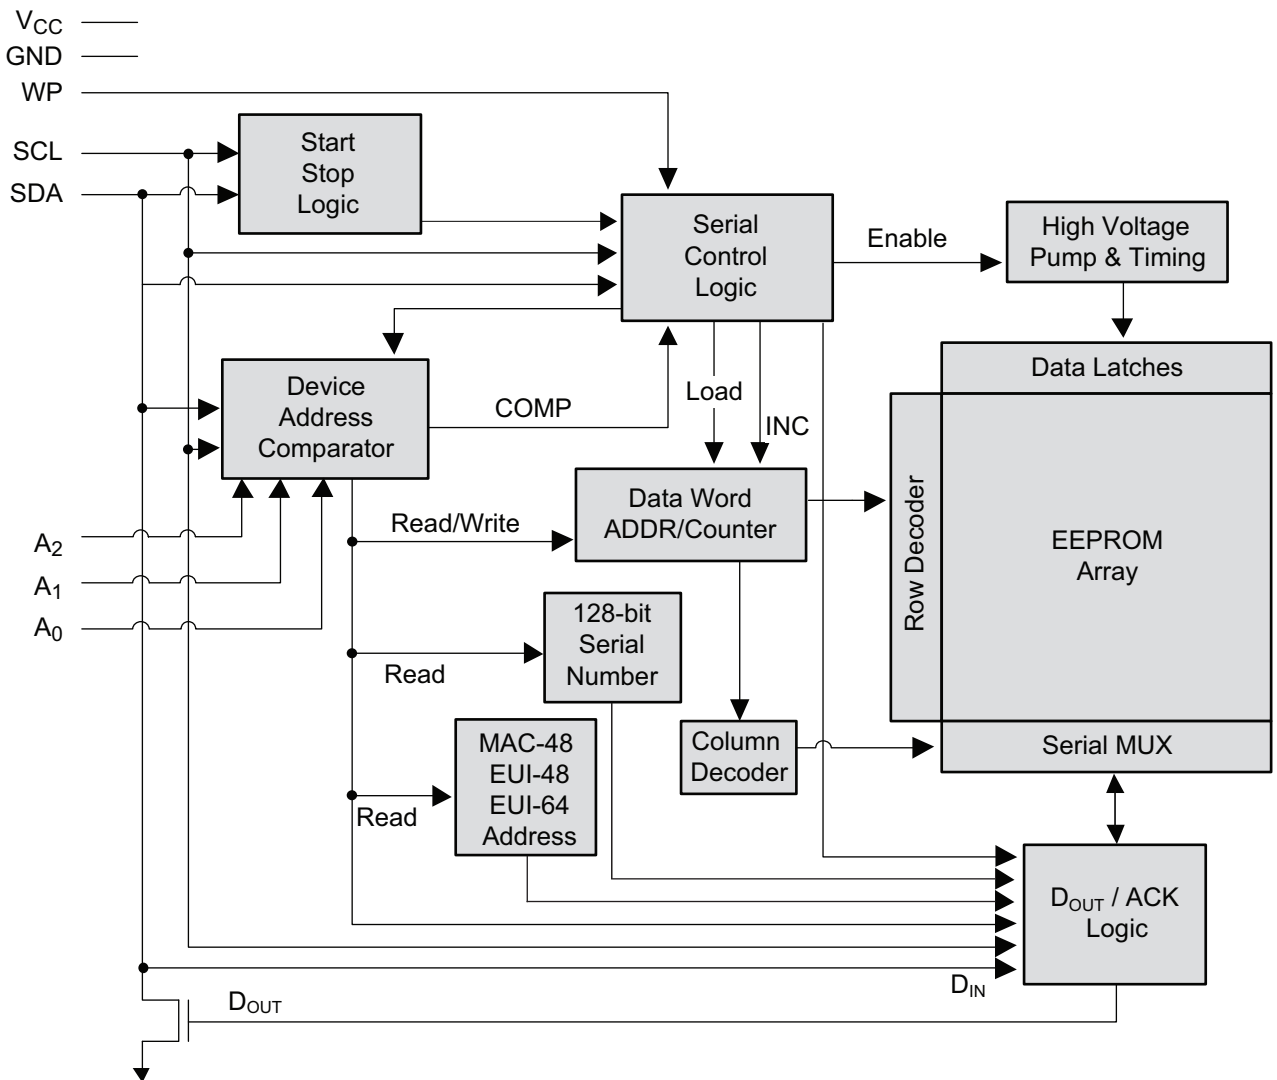 VCC
GND
WP
SCL
SDA
Start
Stop
Logic
Serial
Control
Logic
Enable
High Voltage
Pump & Timing
Data Latches
Device
Address
Comparator
COMP
Load
INC
Data Word
ADDR/Counter
Read/Write
Row Decoder
EEPROM
Array
A2
A1
A0
128-bit
Serial
Number
Read
MAC-48
EUI-48
EUI-64
Address
Read
Column
Decoder
Serial MUX
DOUT / ACK
Logic
DIN
DOUT